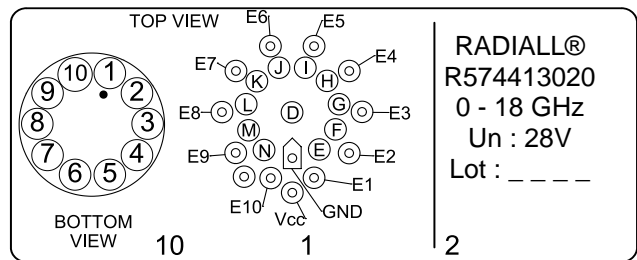 TOP VIEW
E6
E5
E7
E4
J
I
K
H
E8
L
D
G
E3
M
F
E9
N
E
E2
E1
E10
Vcc
GND
10
1
9
2
8
3
7
4
6
5
BOTTOM
VIEW
10
1
2
RADIALL®
R574413020
0 - 18 GHz
Un : 28V
Lot : _ _ _ _